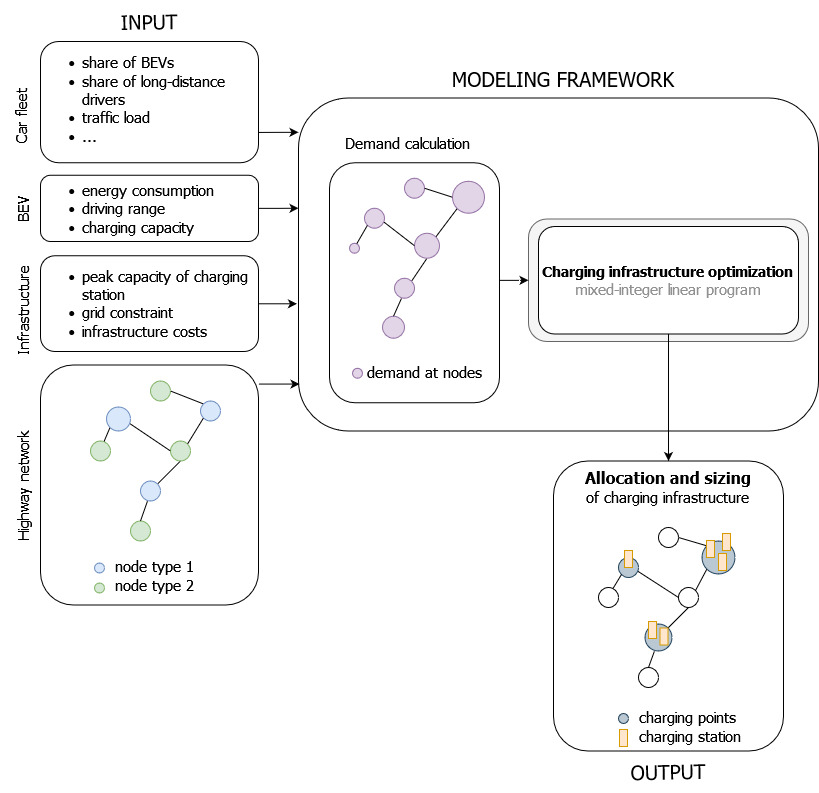 INPUT
Car fleet
• share of BEVs
• share of long-distance
drivers
• traffic load
• ...
BEV
• energy consumption
• driving range
• charging capacity
Infrastructure
• peak capacity of charging
station
• grid constraint
• infrastructure costs
Highway network
node type 1
node type 2
MODELING FRAMEWORK
Demand calculation
demand at nodes
Charging infrastructure optimization
mixed-integer linear program
Allocation and sizing
of charging infrastructure
charging points
charging station
OUTPUT